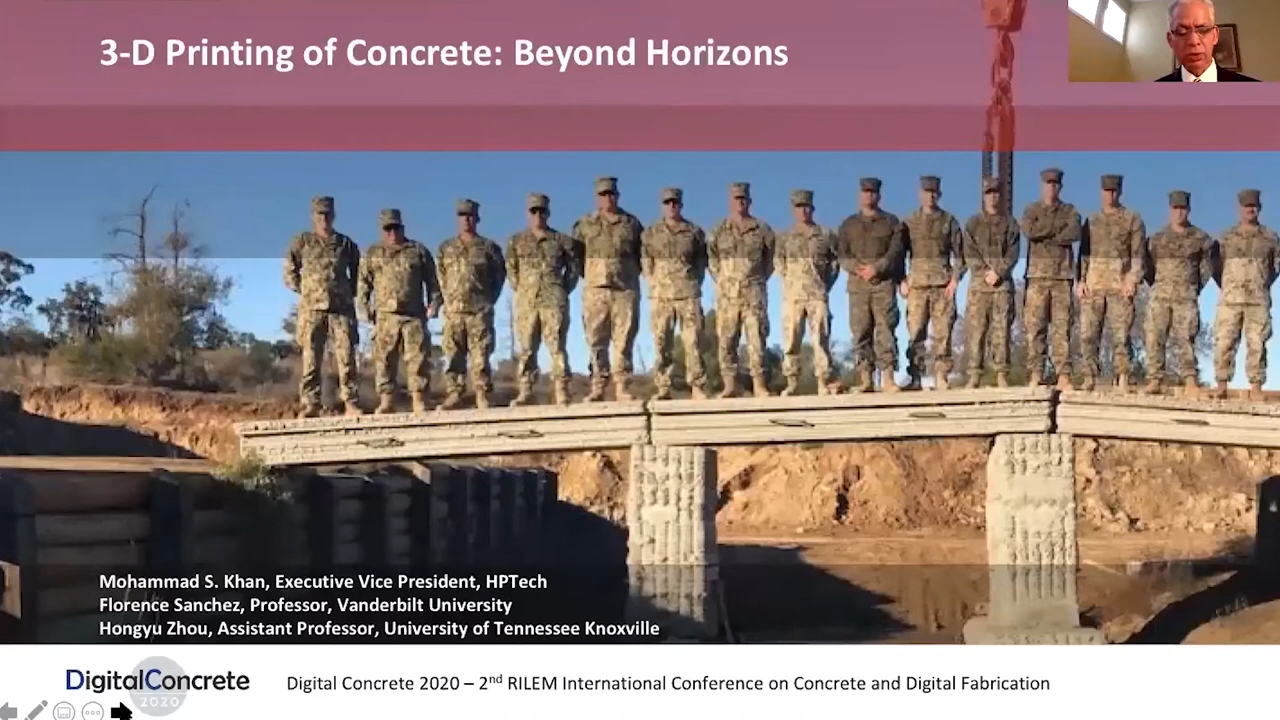 3-D Printing of Concrete: Beyond Horizons
Mohammad S. Khan, Executive Vice President, HPTech
Florence Sanchez, Professor, Vanderbilt University
Hongyu Zhou, Assistant Professor, University of Tennessee Knoxville
DigitalConcrete
2020
Digital Concrete 2020 – 2nd RILEM International Conference on Concrete and Digital Fabrication